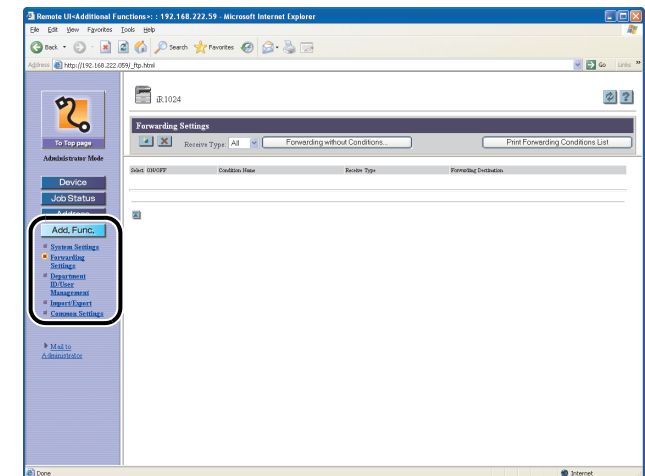 Remote UI<Additional Functions>: : 192.168.222.59 - Microsoft Internet Explorer
File Edit View Favorites Tools Help
Back Search Favorites
Address http://192.168.222.059/_ftp.html Go Links »
iR1024
To Top page
Administrator Mode
Forwarding Settings
Receive Type: All Forwarding without Conditions... Print Forwarding Conditions List
Select ON/OFF Condition Name Receive Type Forwarding Destination
Device
Job Status
Address
Add. Func.
System Settings
Forwarding
Settings
Department
ID/User
Management
Import/Export
Common Settings
Mail to
Administrator
Done Internet